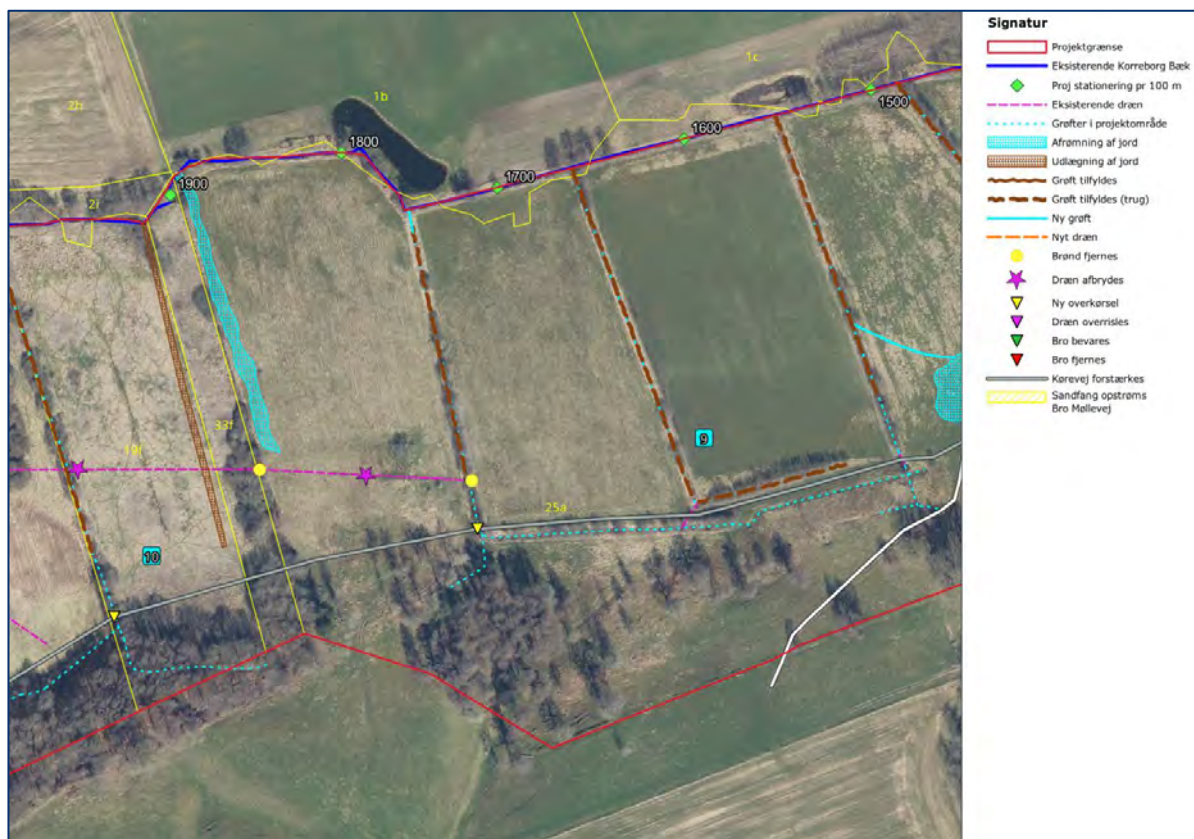 2h
1b
1c
1500
1600
1800
1700
1900
2i
9
19f
33f
25a
10
Signatur
Projektgrænse
Eksisterende Korreborg Bæk
Proj stationering pr 100 m
Eksisterende dræn
Grøfter i projektområde
Afrømning af jord
Udlægning af jord
Grøft tilfyldes
Grøft tilfyldes (trug)
Ny grøft
Nyt dræn
Brønd fjernes
Dræn afbrydes
Ny overkørsel
Dræn overrisles
Bro bevares
Bro fjernes
Kørevej forstærkes
Sandfang opstrøms
Bro Møllevej